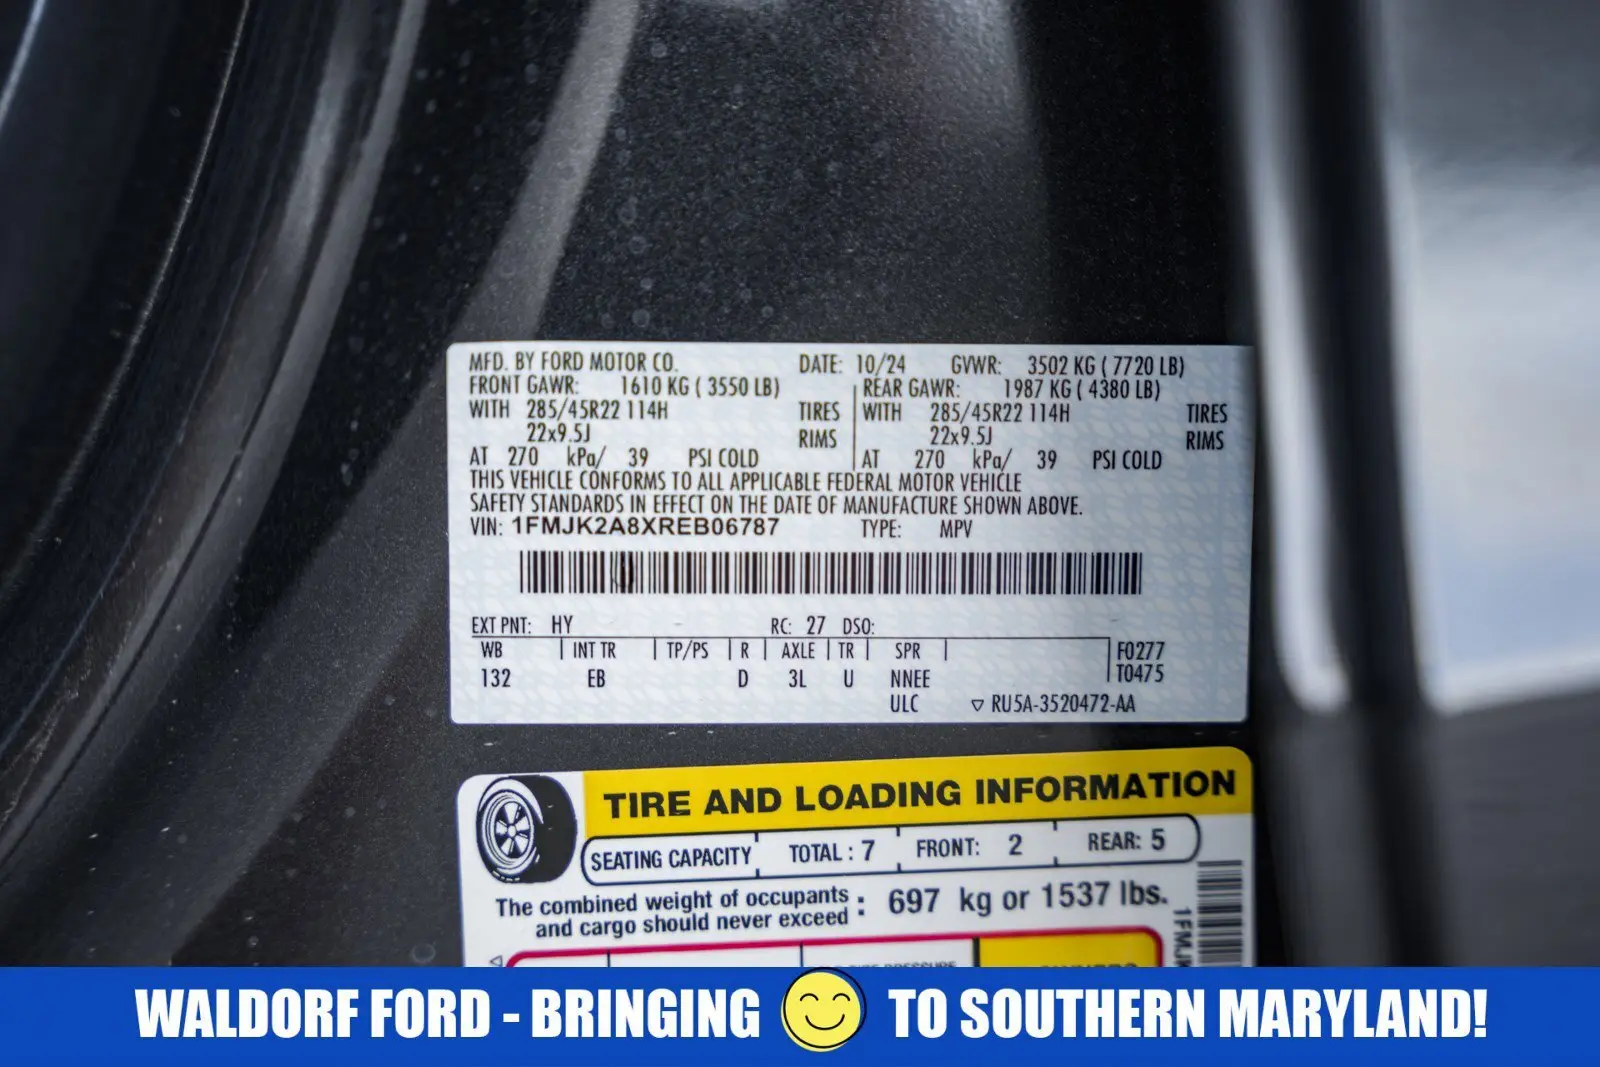 MFD. BY FORD MOTOR CO. DATE: 10/24 GVWR: 3502 KG ( 7720 LB)
FRONT GAWR: 1610 KG ( 3550 LB) REAR GAWR: 1987 KG ( 4380 LB)
WITH 285/45R22 114H TIRES WITH 285/45R22 114H TIRES
22x9.5J RIMS 22x9.5J RIMS
AT 270 kPa/ 39 PSI COLD AT 270 kPa/ 39 PSI COLD
THIS VEHICLE CONFORMS TO ALL APPLICABLE FEDERAL MOTOR VEHICLE
SAFETY STANDARDS IN EFFECT ON THE DATE OF MANUFACTURE SHOWN ABOVE.
VIN: 1FMJK2A8XREB06787 TYPE: MPV
EXT PNT: HY RC: 27 DSO:
WB INT TR TP/PS R AXLE TR SPR F0277
132 EB D 3L U NNEE T0475
ULC ▽ RU5A-3520472-AA
TIRE AND LOADING INFORMATION
SEATING CAPACITY TOTAL : 7 FRONT: 2 REAR: 5
The combined weight of occupants
and cargo should never exceed : 697 kg or 1537 lbs.
1FMJK
WALDORF FORD - BRINGING 😊 TO SOUTHERN MARYLAND!